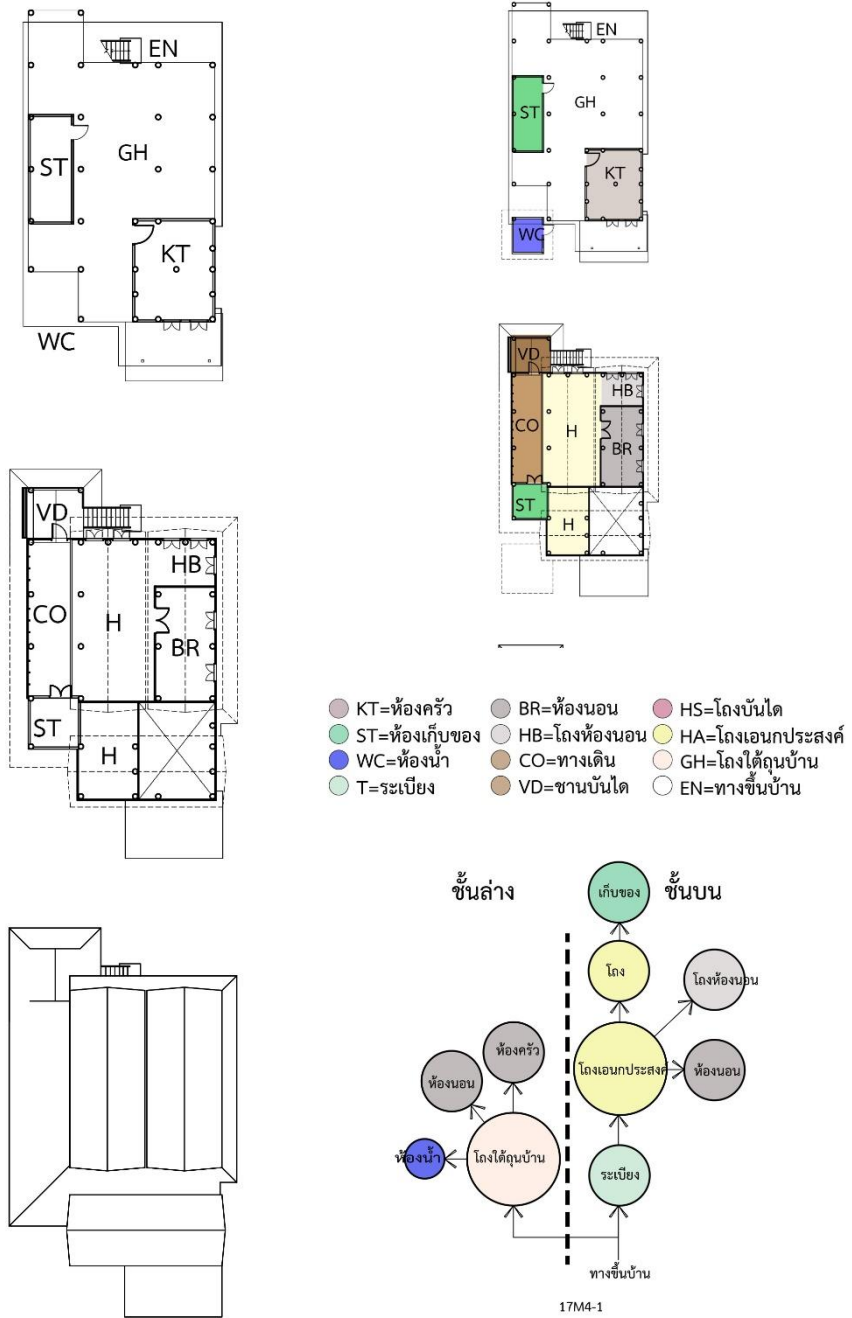 EN
ST
GH
KT
WC
EN
ST
GH
KT
WC
VD
HB
CO
H
BR
ST
H
VD
HB
CO
H
BR
ST
H
KT=ห้องครัว
BR=ห้องนอน
HS=โถงบันได
ST=ห้องเก็บของ
HB=โถงห้องนอน
HA=โถงเอนกประสงค์
WC=ห้องน้ำ
CO=ทางเดิน
GH=โถงใต้ถุนบ้าน
T=ระเบียง
VD=ชานบันได
EN=ทางขึ้นบ้าน
ชั้นล่าง
ชั้นบน
เก็บของ
โถง
โถงห้องนอน
โถงเอนกประสงค์
ห้องนอน
ห้องครัว
ห้องนอน
ห้องน้ำ
โถงใต้ถุนบ้าน
ระเบียง
ทางขึ้นบ้าน
17M4-1